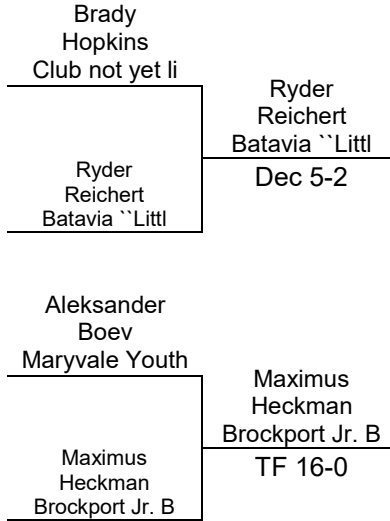 Brady
Hopkins
Club not yet li
Ryder
Reichert
Batavia ``Littl
Dec 5-2
Ryder
Reichert
Batavia ``Littl
Aleksander
Boev
Maryvale Youth
Maximus
Heckman
Brockport Jr. B
TF 16-0
Maximus
Heckman
Brockport Jr. B